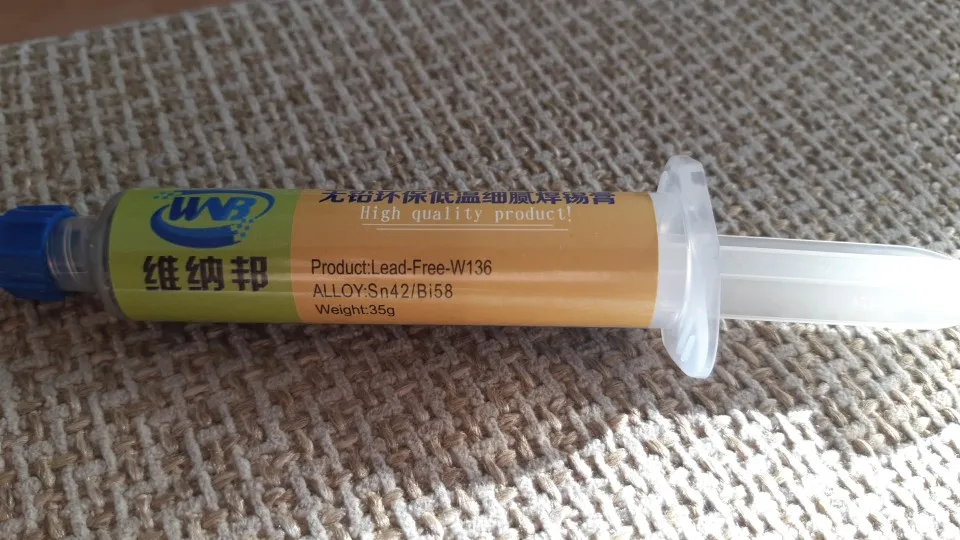 WNB
维纳邦
无铅环保低温细腻焊锡膏
High quality product!
Product:Lead-Free-W136
ALLOY:Sn42/Bi58
Weight:35g